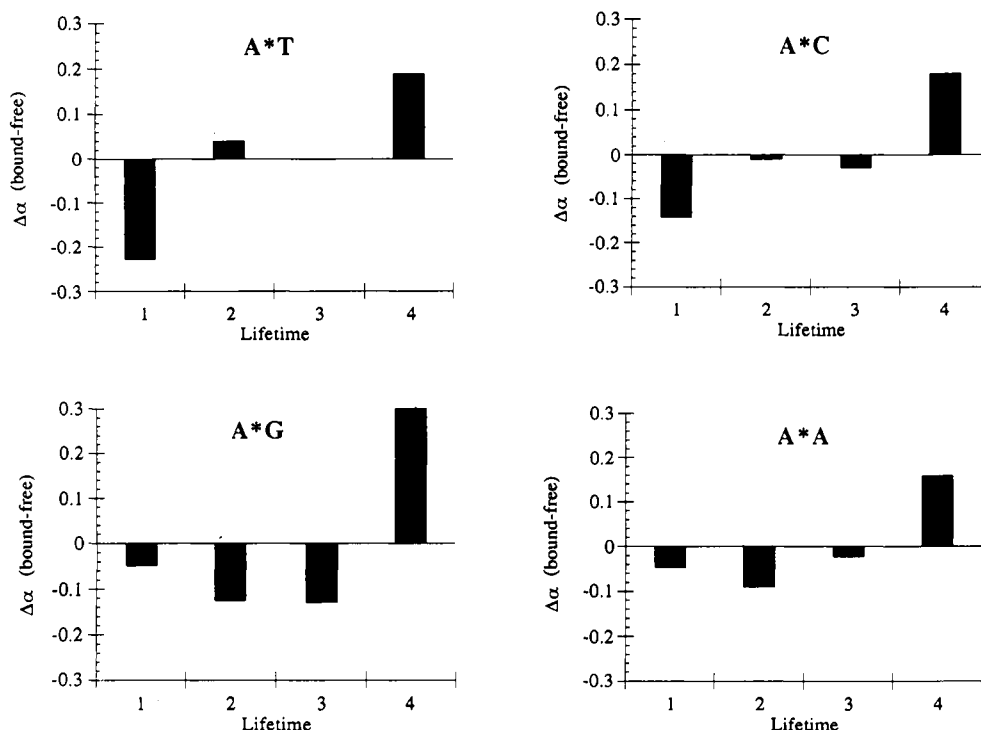 A*T
Δα (bound-free)
0.3
0.2
0.1
0
-0.1
-0.2
-0.3
1 2 3 4
Lifetime
A*C
Δα (bound-free)
0.3
0.2
0.1
0
-0.1
-0.2
-0.3
1 2 3 4
Lifetime
A*G
Δα (bound-free)
0.3
0.2
0.1
0
-0.1
-0.2
-0.3
1 2 3 4
Lifetime
A*A
Δα (bound-free)
0.3
0.2
0.1
0
-0.1
-0.2
-0.3
1 2 3 4
Lifetime